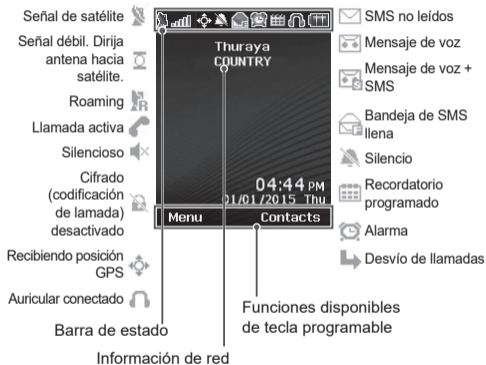 Señal de satélite
Señal débil. Dirija
antena hacia
satélite.
Roaming
Llamada activa
Silencioso
Cifrado
(codificación
de lamada)
desactivado
Recibiendo posición
GPS
Auricular conectado
Barra de estado
Información de red
Thuraya
COUNTRY
04:44 PM
01/01/2015 Thu
Menu Contacts
Funciones disponibles
de tecla programable
SMS no leídos
Mensaje de voz
Mensaje de voz +
SMS
Bandeja de SMS
llena
Silencio
Recordatorio
programado
Alarma
Desvío de llamadas